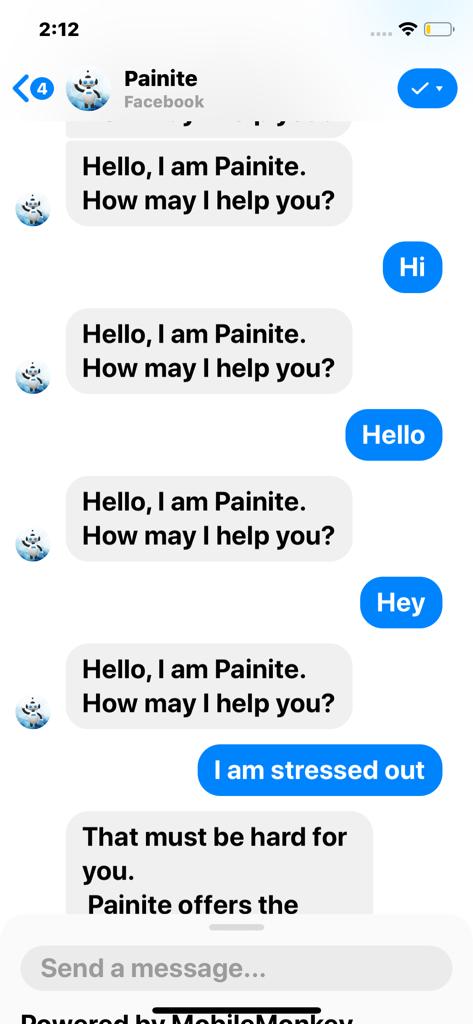 2:12
4
Painite
Facebook
Hello, I am Painite.
How may I help you?
Hi
Hello, I am Painite.
How may I help you?
Hello
Hello, I am Painite.
How may I help you?
Hey
Hello, I am Painite.
How may I help you?
I am stressed out
That must be hard for
you.
Painite offers the
Send a message...
Powered by MobileMonkey